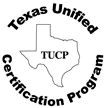 Texas Unified
TUCP
Certification Program